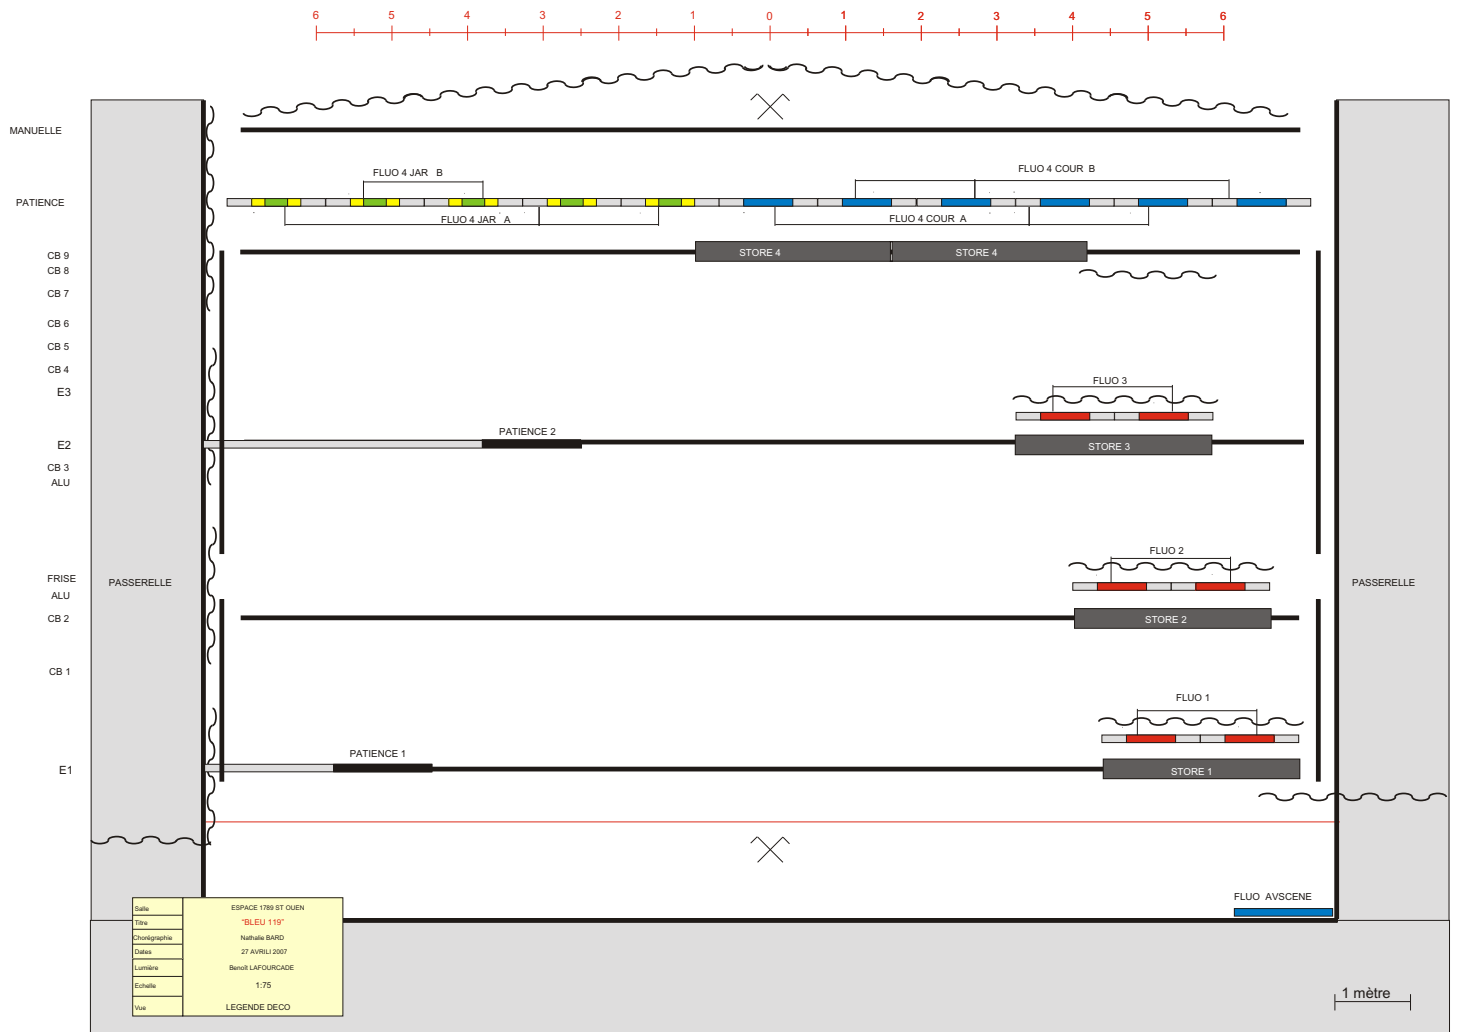 6 5 4 3 2 1 0 1 2 3 4 5 6
MANUELLE
FLUO 4 JAR B
FLUO 4 COUR B
PATIENCE
FLUO 4 JAR A
FLUO 4 COUR A
CB 9
STORE 4
STORE 4
CB 8
CB 7
CB 6
CB 5
CB 4
FLUO 3
E3
PATIENCE 2
E2
STORE 3
CB 3
ALU
FLUO 2
FRISE
PASSERELLE
PASSERELLE
ALU
CB 2
STORE 2
CB 1
FLUO 1
PATIENCE 1
E1
STORE 1
FLUO AVSCENE
Salle ESPACE 1789 ST OUEN
Titre "BLEU 119"
Chorégraphie Nathalie BARD
Dates 27 AVRILI 2007
Lumière Benoît LAFOURCADE
Echelle 1:75
Vue LEGENDE DECO
1 mètre